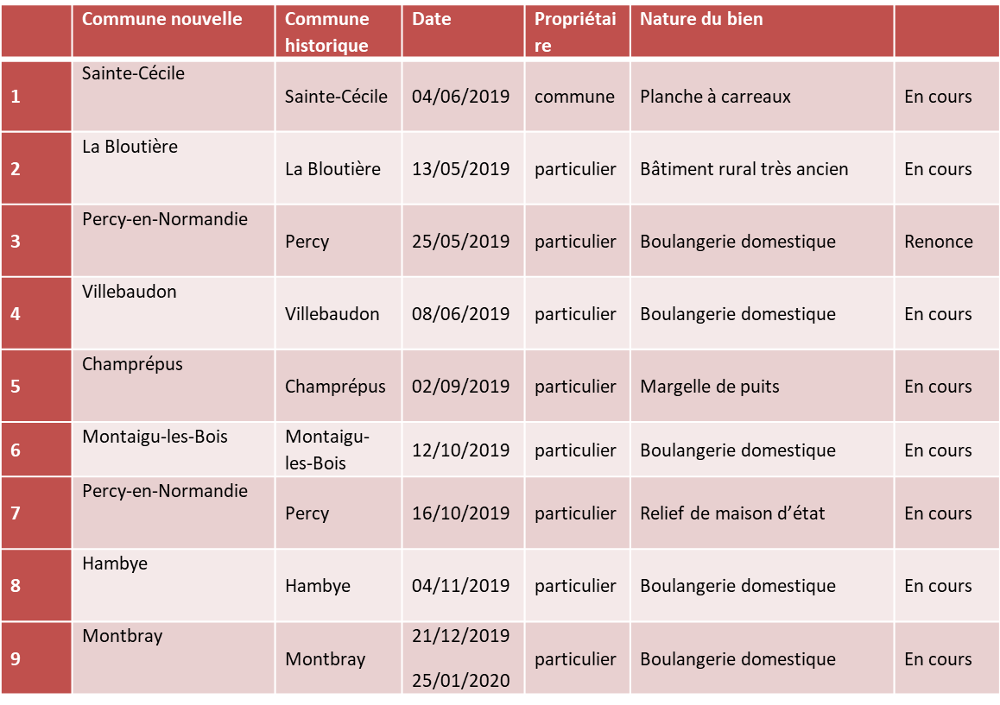 Commune nouvelle
Commune
historique
Date
Propriétai
re
Nature du bien
1
Sainte-Cécile
Sainte-Cécile
04/06/2019
commune
Planche à carreaux
En cours
2
La Bloutière
La Bloutière
13/05/2019
particulier
Bâtiment rural très ancien
En cours
3
Percy-en-Normandie
Percy
25/05/2019
particulier
Boulangerie domestique
Renonce
4
Villebaudon
Villebaudon
08/06/2019
particulier
Boulangerie domestique
En cours
5
Champrépus
Champrépus
02/09/2019
particulier
Margelle de puits
En cours
6
Montaigu-les-Bois
Montaigu-
les-Bois
12/10/2019
particulier
Boulangerie domestique
En cours
7
Percy-en-Normandie
Percy
16/10/2019
particulier
Relief de maison d’état
En cours
8
Hambye
Hambye
04/11/2019
particulier
Boulangerie domestique
En cours
9
Montbray
Montbray
21/12/2019
25/01/2020
particulier
Boulangerie domestique
En cours